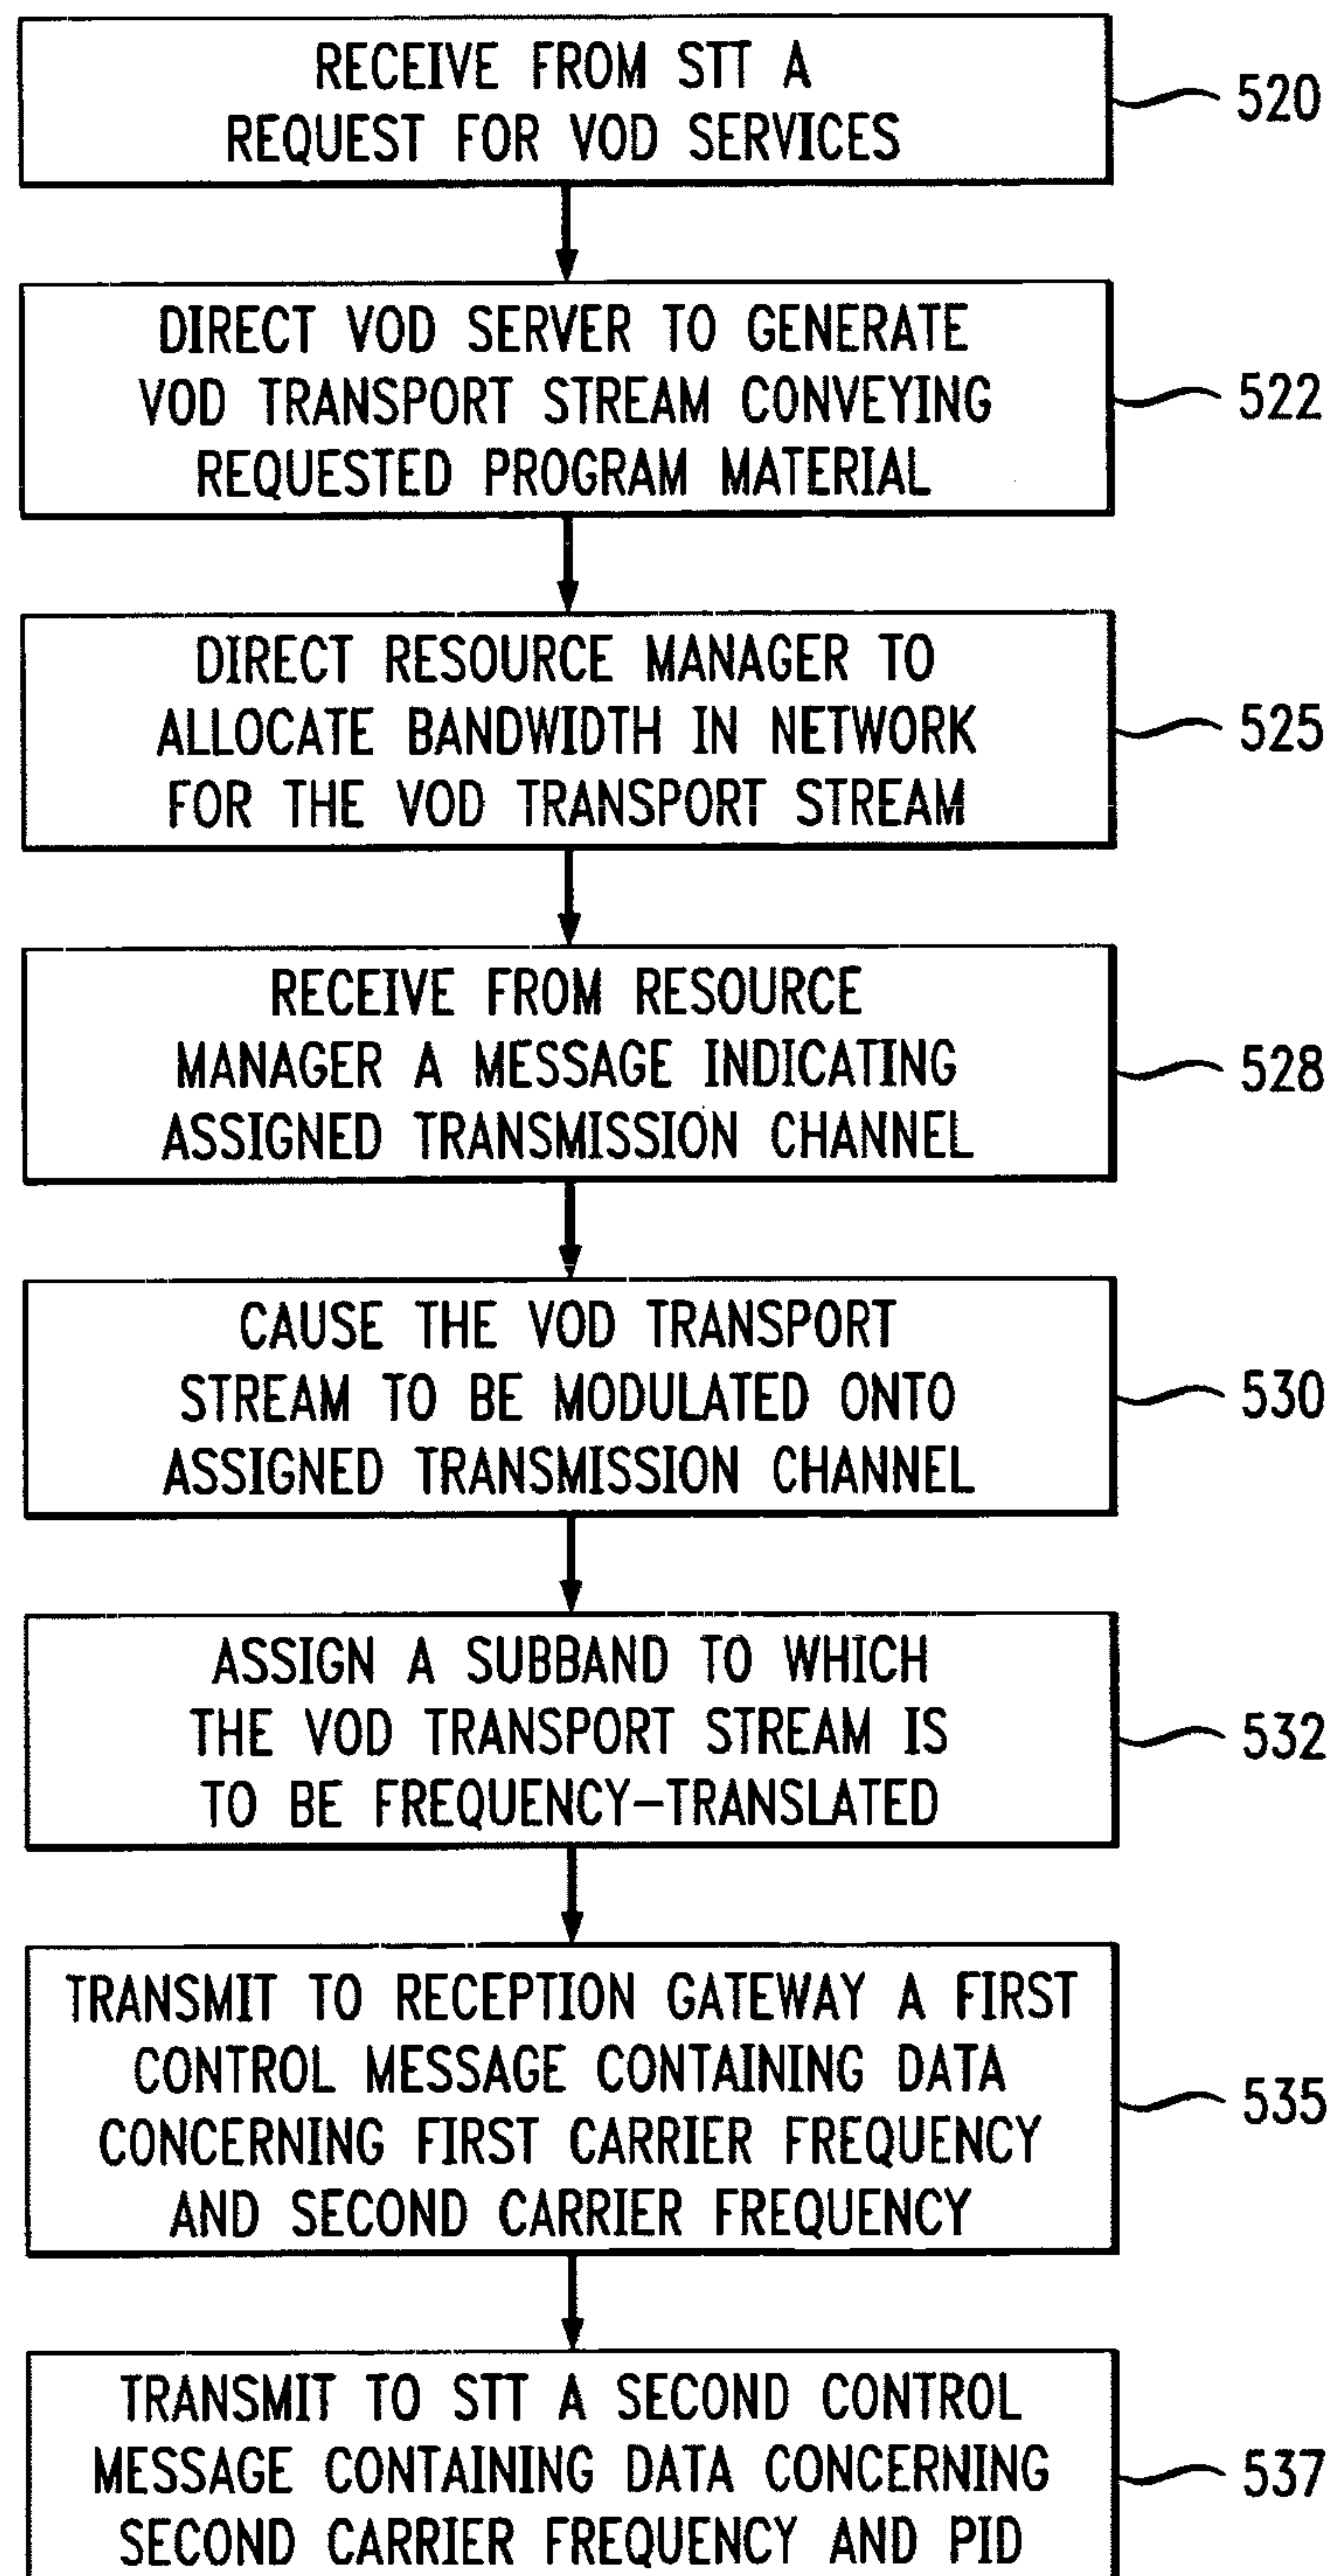 RECEIVE FROM STT A
REQUEST FOR VOD SERVICES
520
DIRECT VOD SERVER TO GENERATE
VOD TRANSPORT STREAM CONVEYING
REQUESTED PROGRAM MATERIAL
522
DIRECT RESOURCE MANAGER TO
ALLOCATE BANDWIDTH IN NETWORK
FOR THE VOD TRANSPORT STREAM
525
RECEIVE FROM RESOURCE
MANAGER A MESSAGE INDICATING
ASSIGNED TRANSMISSION CHANNEL
528
CAUSE THE VOD TRANSPORT
STREAM TO BE MODULATED ONTO
ASSIGNED TRANSMISSION CHANNEL
530
ASSIGN A SUBBAND TO WHICH
THE VOD TRANSPORT STREAM IS
TO BE FREQUENCY-TRANSLATED
532
TRANSMIT TO RECEPTION GATEWAY A FIRST
CONTROL MESSAGE CONTAINING DATA
CONCERNING FIRST CARRIER FREQUENCY
AND SECOND CARRIER FREQUENCY
535
TRANSMIT TO STT A SECOND CONTROL
MESSAGE CONTAINING DATA CONCERNING
SECOND CARRIER FREQUENCY AND PID
537